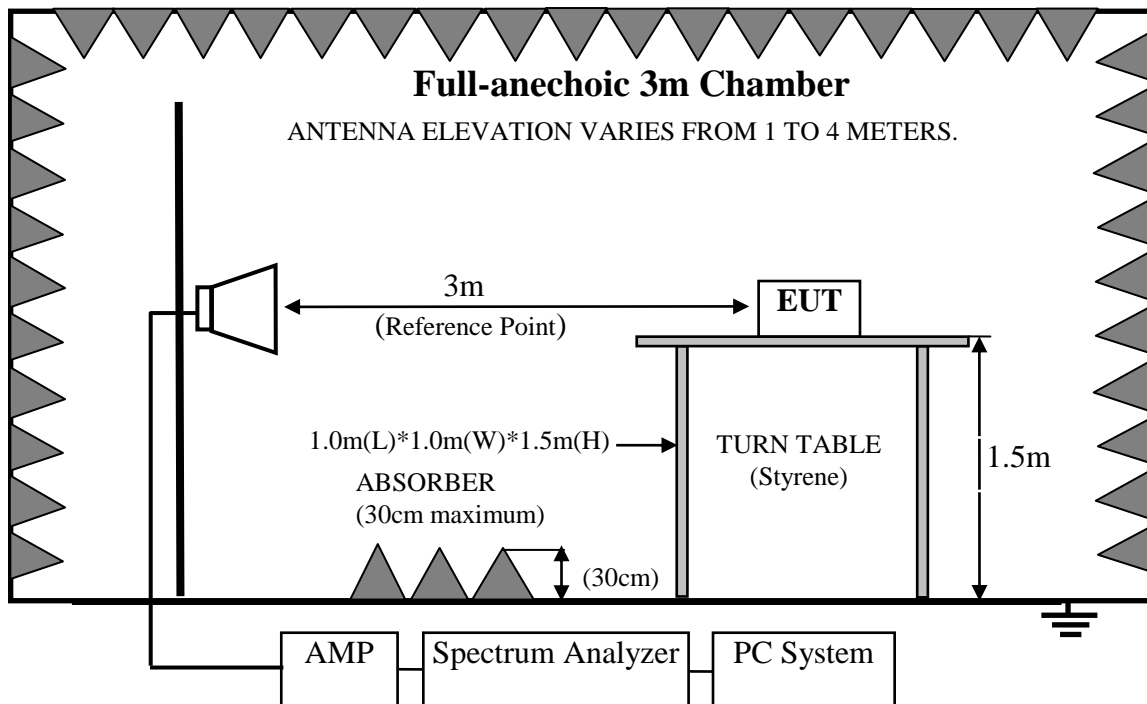 Full-anechoic 3m Chamber
ANTENNA ELEVATION VARIES FROM 1 TO 4 METERS.
3m
(Reference Point)
EUT
1.0m(L)*1.0m(W)*1.5m(H)
TURN TABLE
(Styrene)
1.5m
ABSORBER
(30cm maximum)
(30cm)
AMP
Spectrum Analyzer
PC System